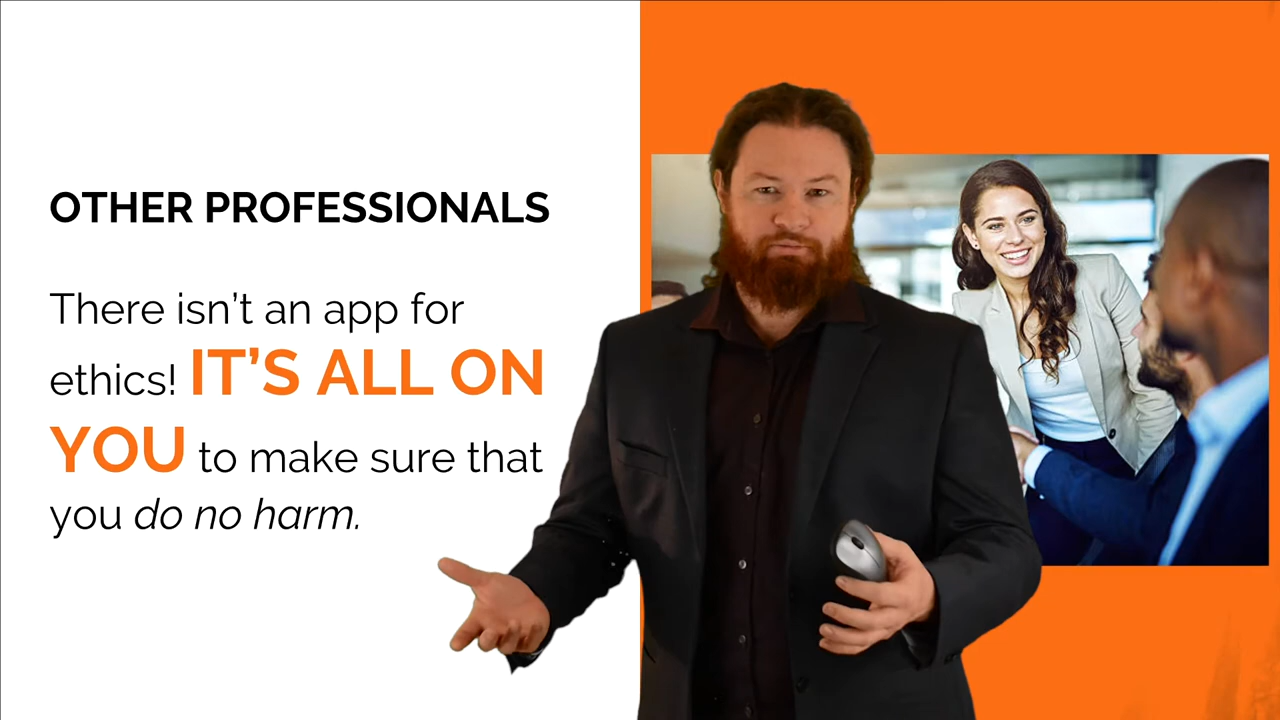 OTHER PROFESSIONALS
There isn’t an app for
ethics! IT’S ALL ON
YOU to make sure that
you do no harm.